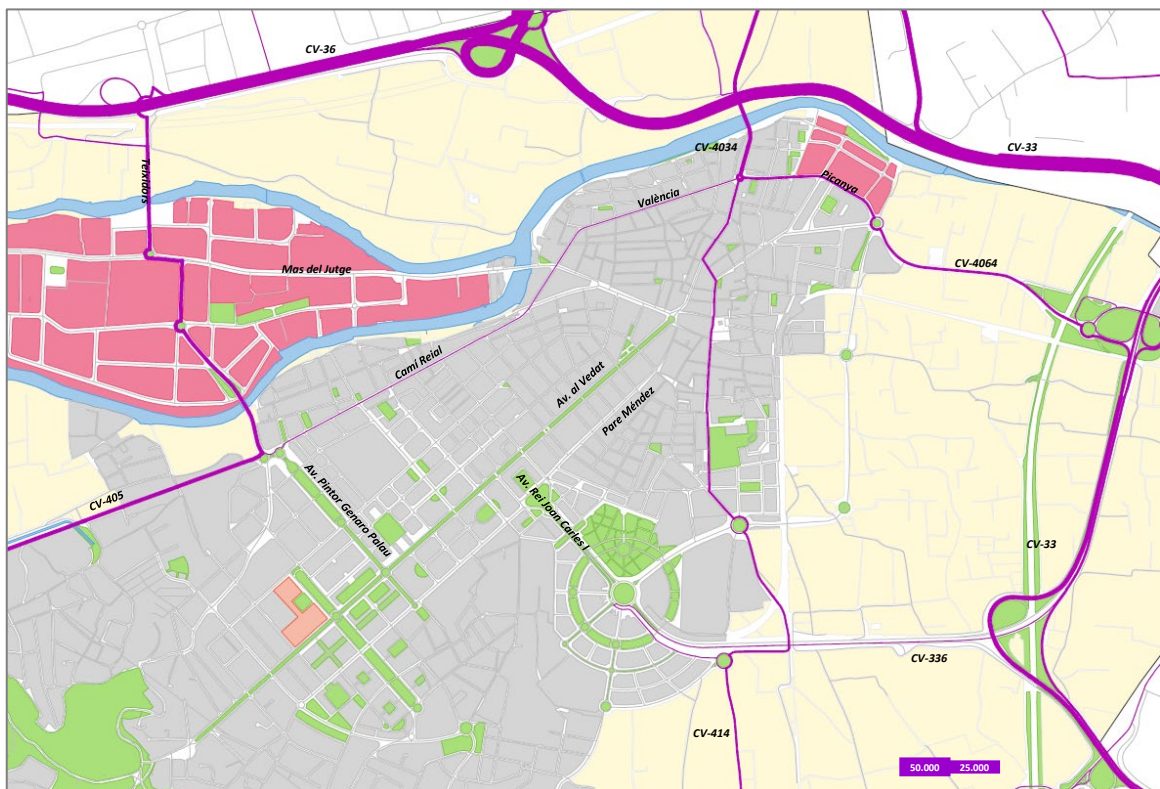 CV-36
CV-4034
CV-33
Teixidors
València
Picanya
Mas del Jutge
CV-4064
Camí Reial
Av. al Vedat
Pare Méndez
Av. Pintor Genaro Palau
Av. Rei Joan Carles I
CV-405
CV-33
CV-336
CV-414
50.000 25.000